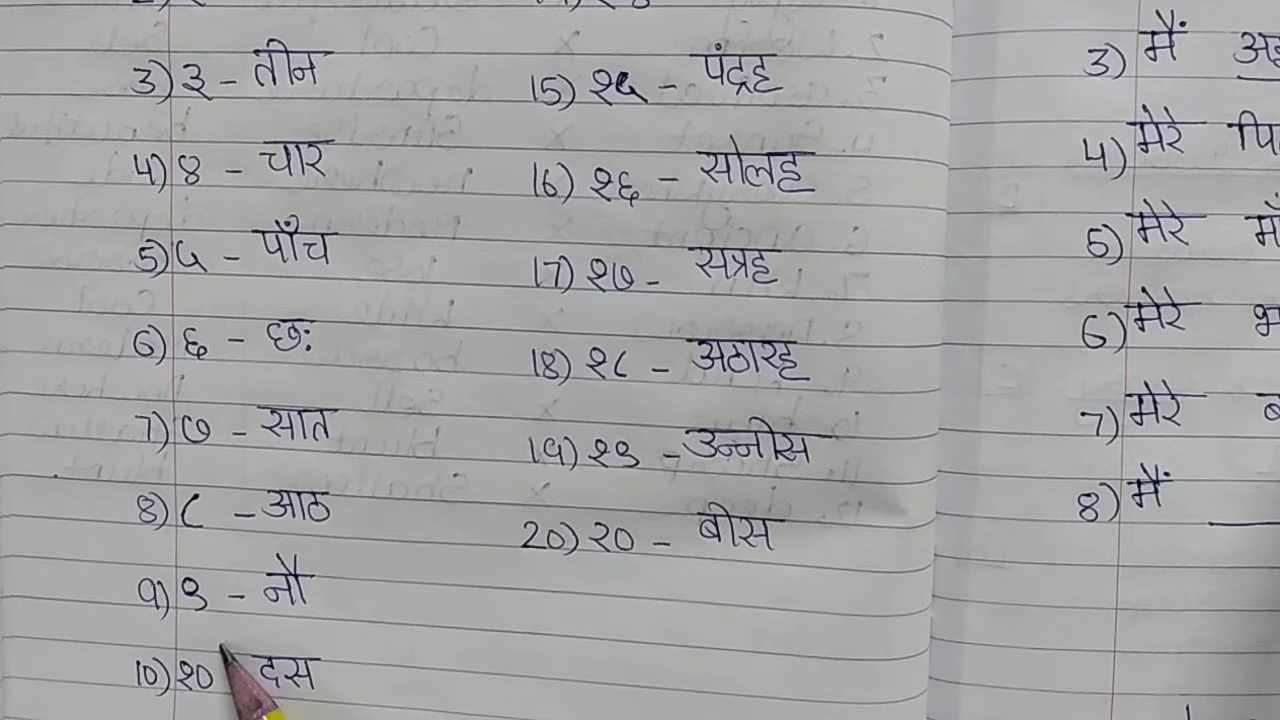 3) ३ - तीन
4) ४ - चार
5) ५ - पाँच
6) ६ - छः
7) ७ - सात
8) ८ - आठ
9) ९ - नौ
10) १० दस
15) १५ - पंद्रह
16) १६ - सोलह
17) १७ - सत्रह
18) १८ - अठारह
19) १९ - उन्नीस
20) २० - बीस
3) मैं
4) मेरे
5) मेरे
6) मेरे
7) मेरे
8) मैं